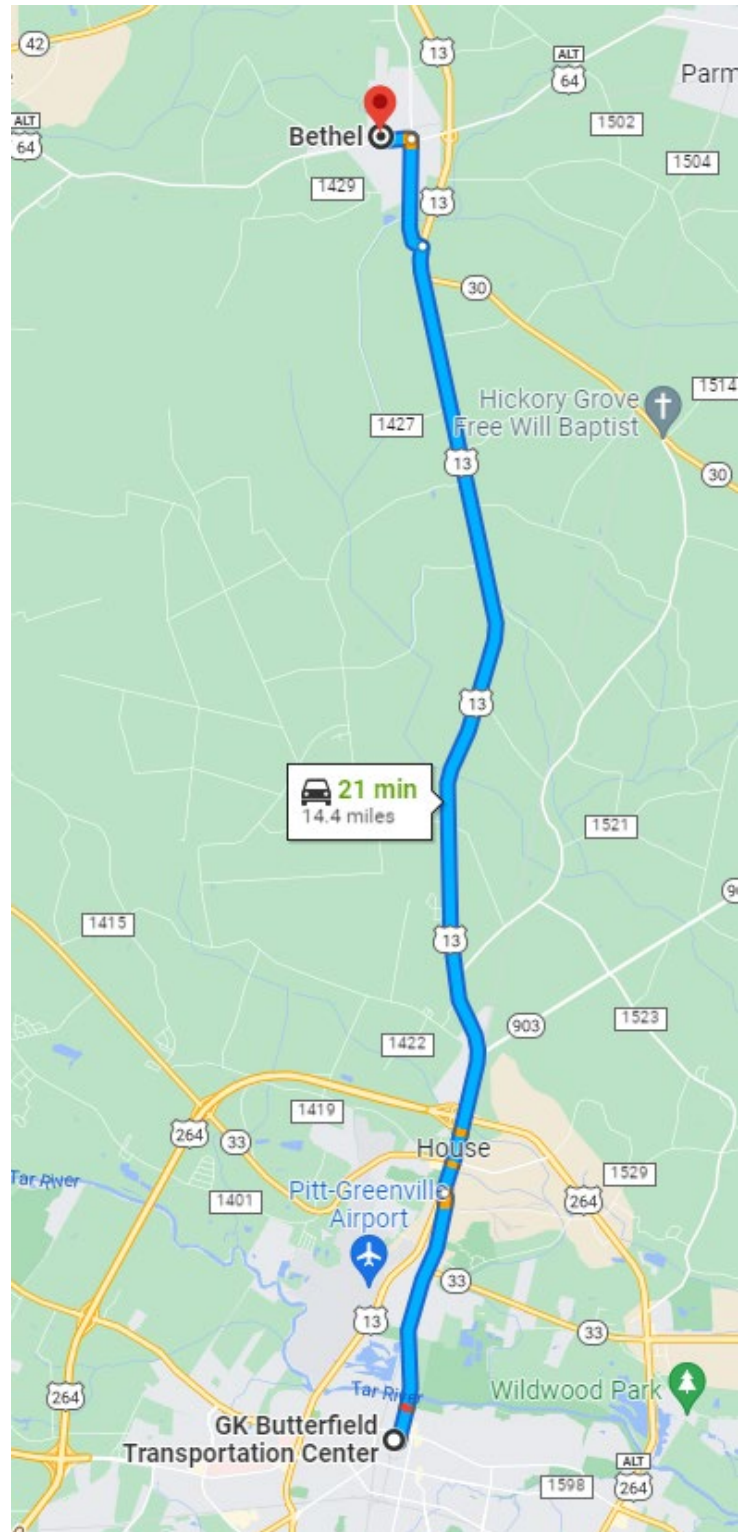 42
13
ALT
64
Parm
Bethel
1502
ALT
64
1504
1429
13
30
1514
Hickory Grove
Free Will Baptist
1427
13
30
13
21 min
14.4 miles
1521
90
1415
13
903
1523
1422
1419
264
33
House
1529
Tar River
1401
Pitt-Greenville
Airport
264
33
13
33
Tar River
Wildwood Park
264
GK Butterfield
Transportation Center
ALT
264
1598